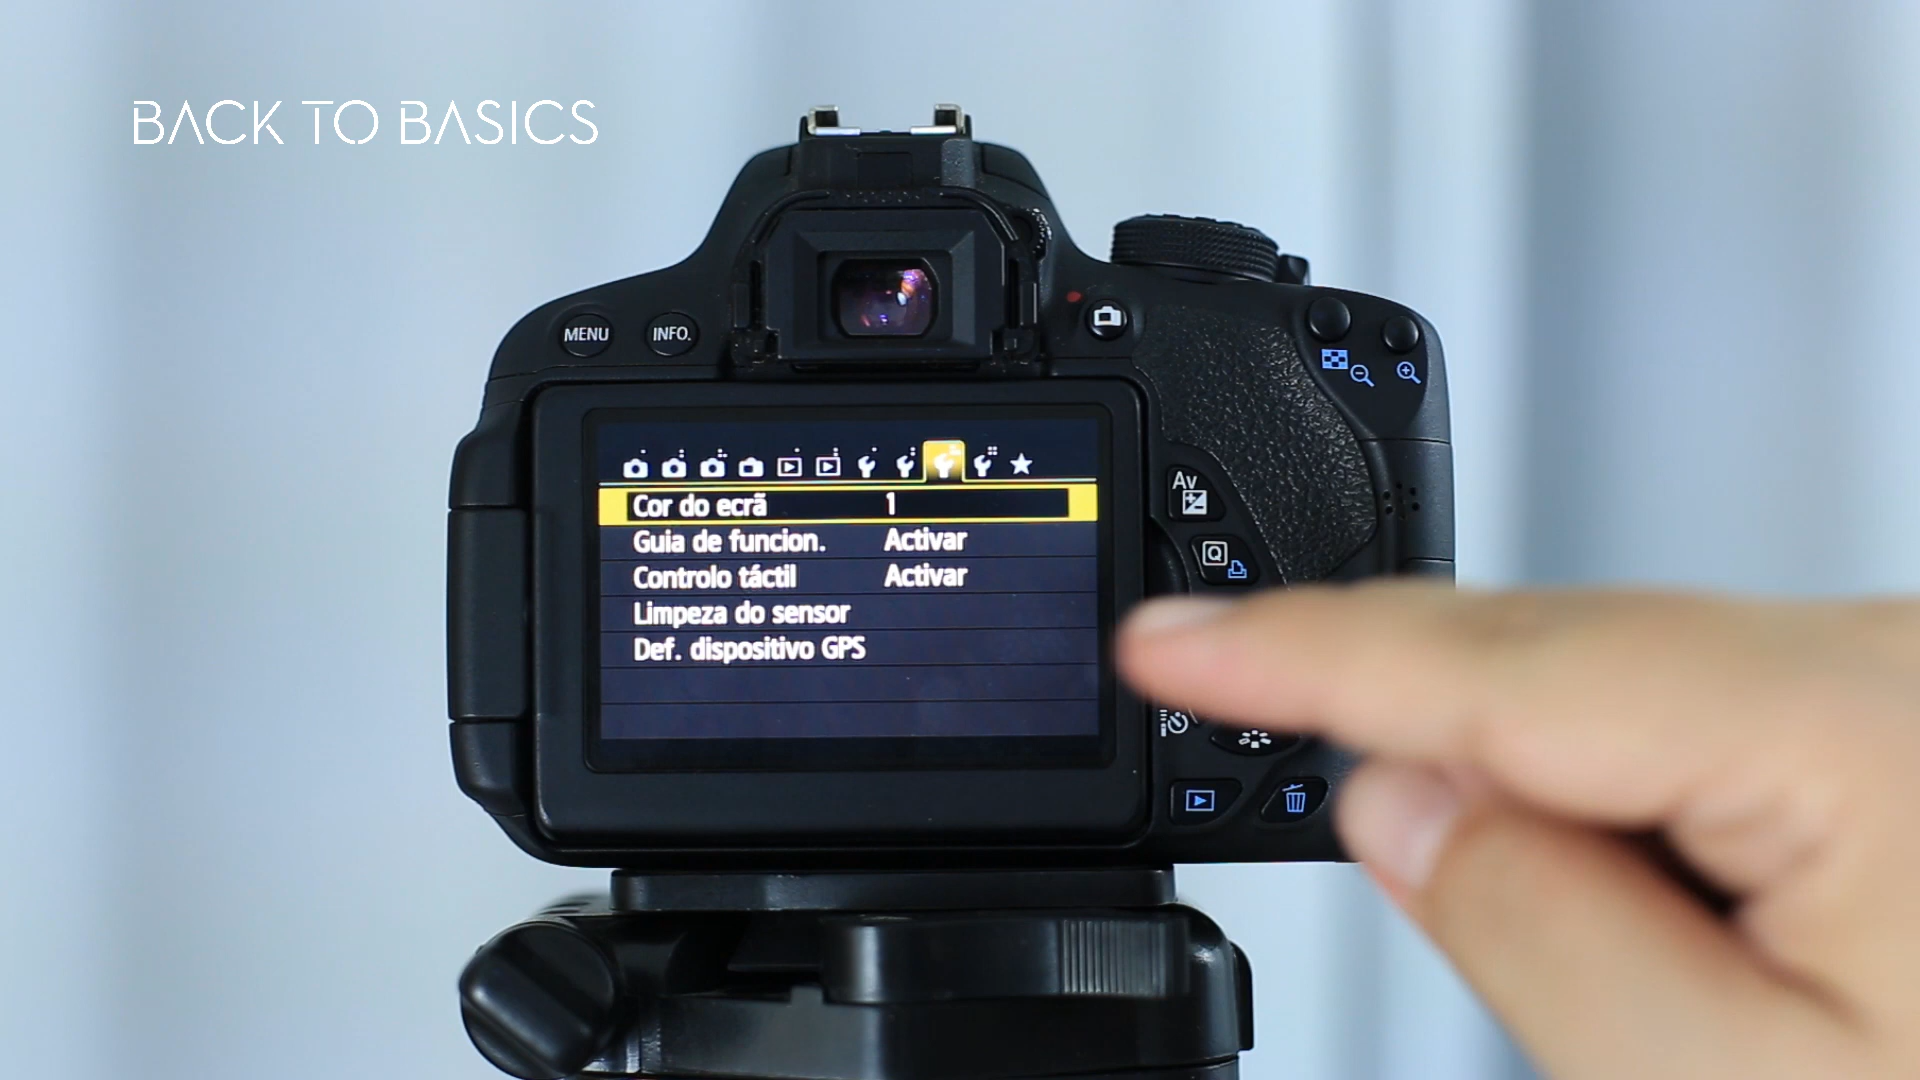 BACK TO BASICS
MENU
INFO.
Cor do ecrã 1
Guia de funcion. Activar
Controlo táctil Activar
Limpeza do sensor
Def. dispositivo GPS
Av
Q